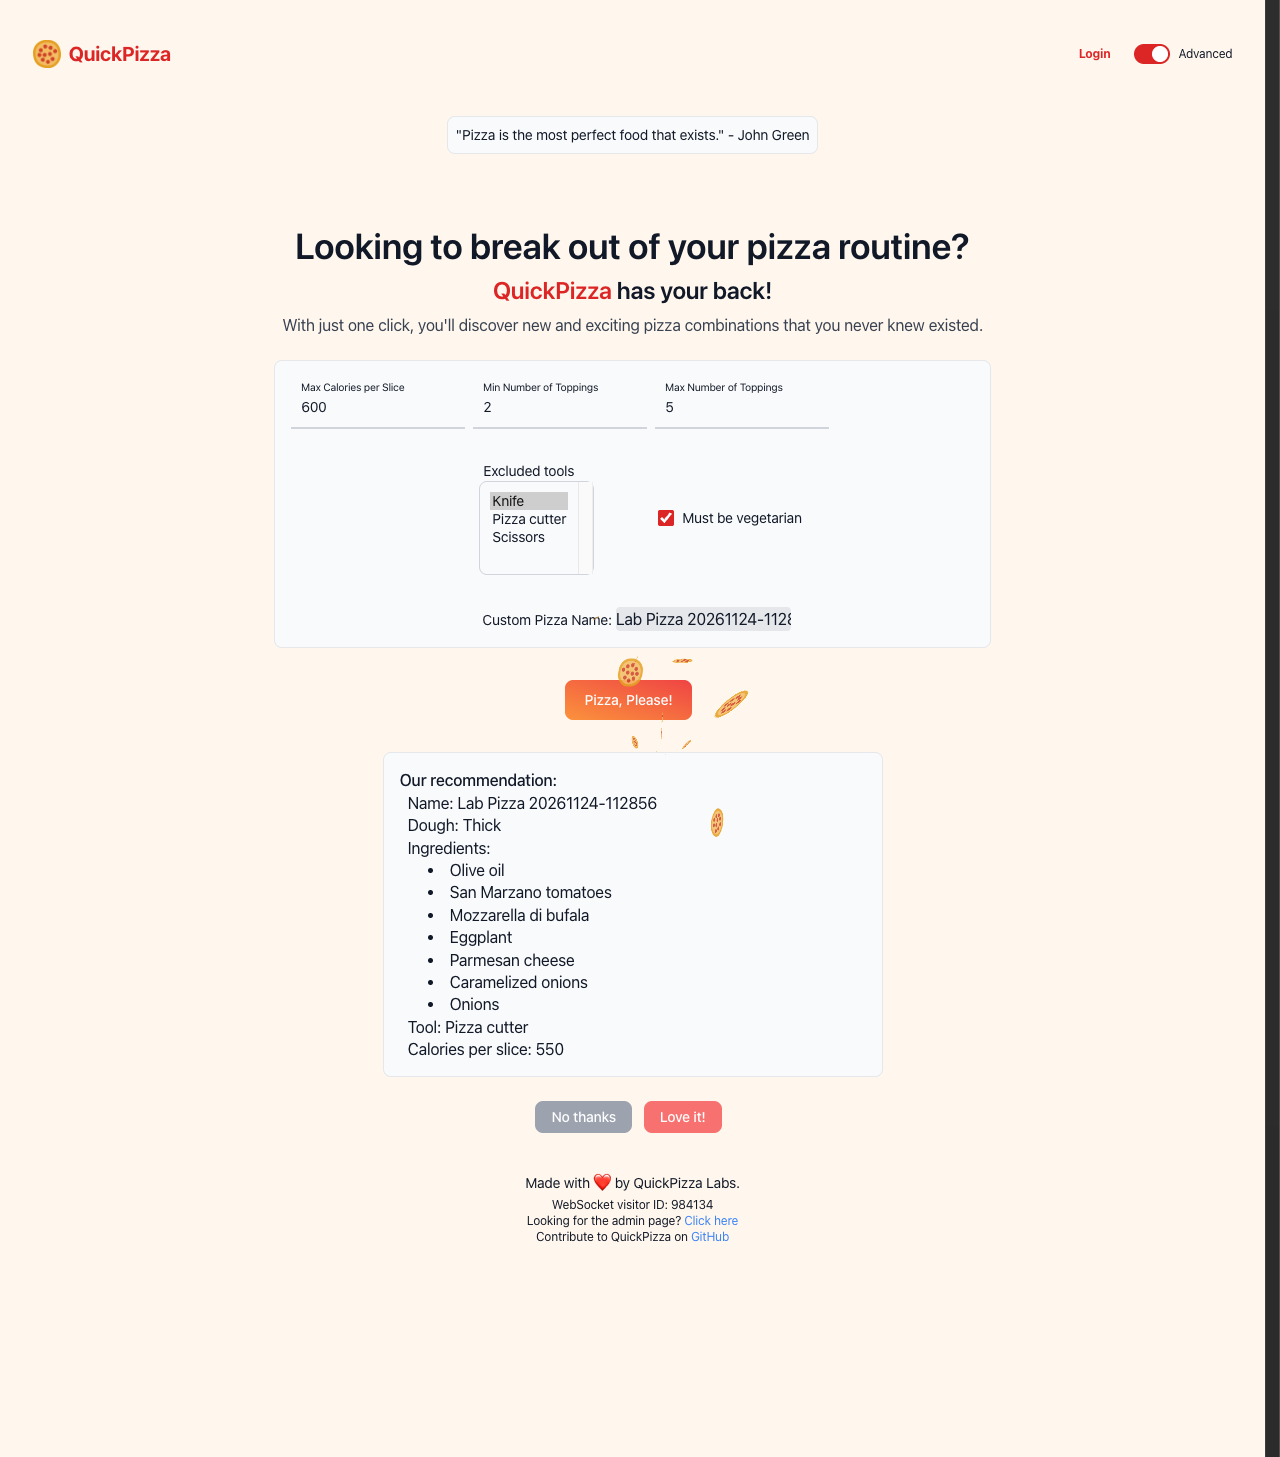 QuickPizza
Login
Advanced
"Pizza is the most perfect food that exists." - John Green
Looking to break out of your pizza routine?
QuickPizza has your back!
With just one click, you'll discover new and exciting pizza combinations that you never knew existed.
Max Calories per Slice
600
Min Number of Toppings
2
Max Number of Toppings
5
Excluded tools
Knife
Pizza cutter
Scissors
Must be vegetarian
Custom Pizza Name: Lab Pizza 20261124-1128
Pizza, Please!
Our recommendation:
Name: Lab Pizza 20261124-112856
Dough: Thick
Ingredients:
• Olive oil
• San Marzano tomatoes
• Mozzarella di bufala
• Eggplant
• Parmesan cheese
• Caramelized onions
• Onions
Tool: Pizza cutter
Calories per slice: 550
No thanks
Love it!
Made with ❤️ by QuickPizza Labs.
WebSocket visitor ID: 984134
Looking for the admin page? Click here
Contribute to QuickPizza on GitHub